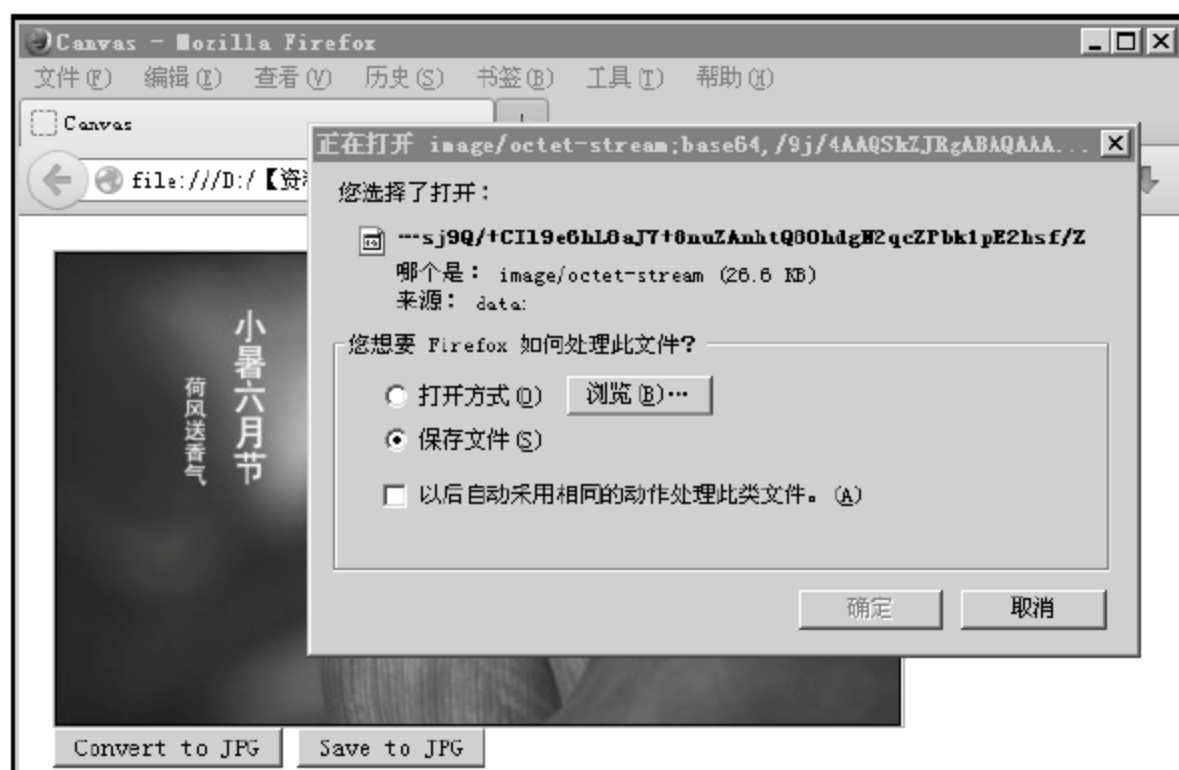 Canvas - Mozilla Firefox
文件(F) 编辑(E) 查看(V) 历史(S) 书签(B) 工具(T) 帮助(H)
Canvas
正在打开 image/octet-stream;base64,/9j/4AAQSkZJRgABAQAAA...
file:///D:/【资
您选择了打开：
哪个是： image/octet-stream (26.6 KB)
来源： data:
您想要 Firefox 如何处理此文件?
打开方式(O) 浏览(B)…
保存文件(S)
以后自动采用相同的动作处理此类文件。(A)
确定 取消
小暑六月节
荷风送香气
Convert to JPG Save to JPG